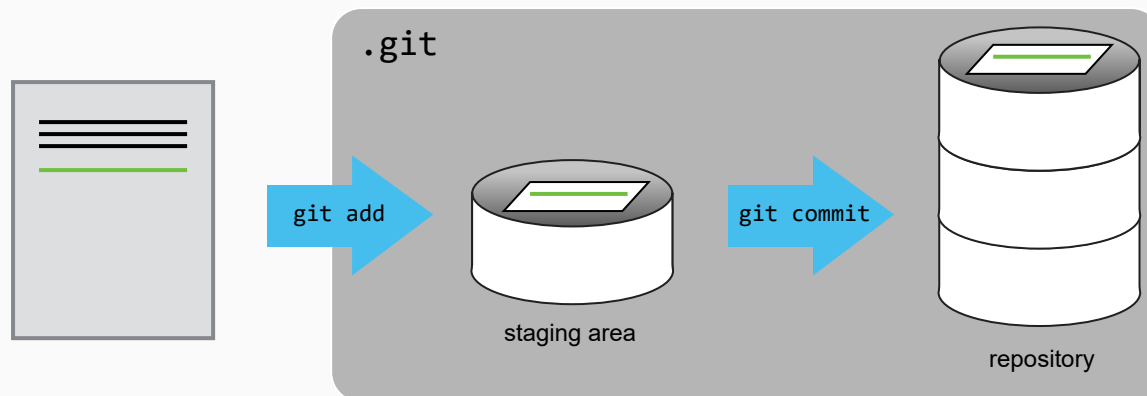 .git
git add
git commit
staging area
repository